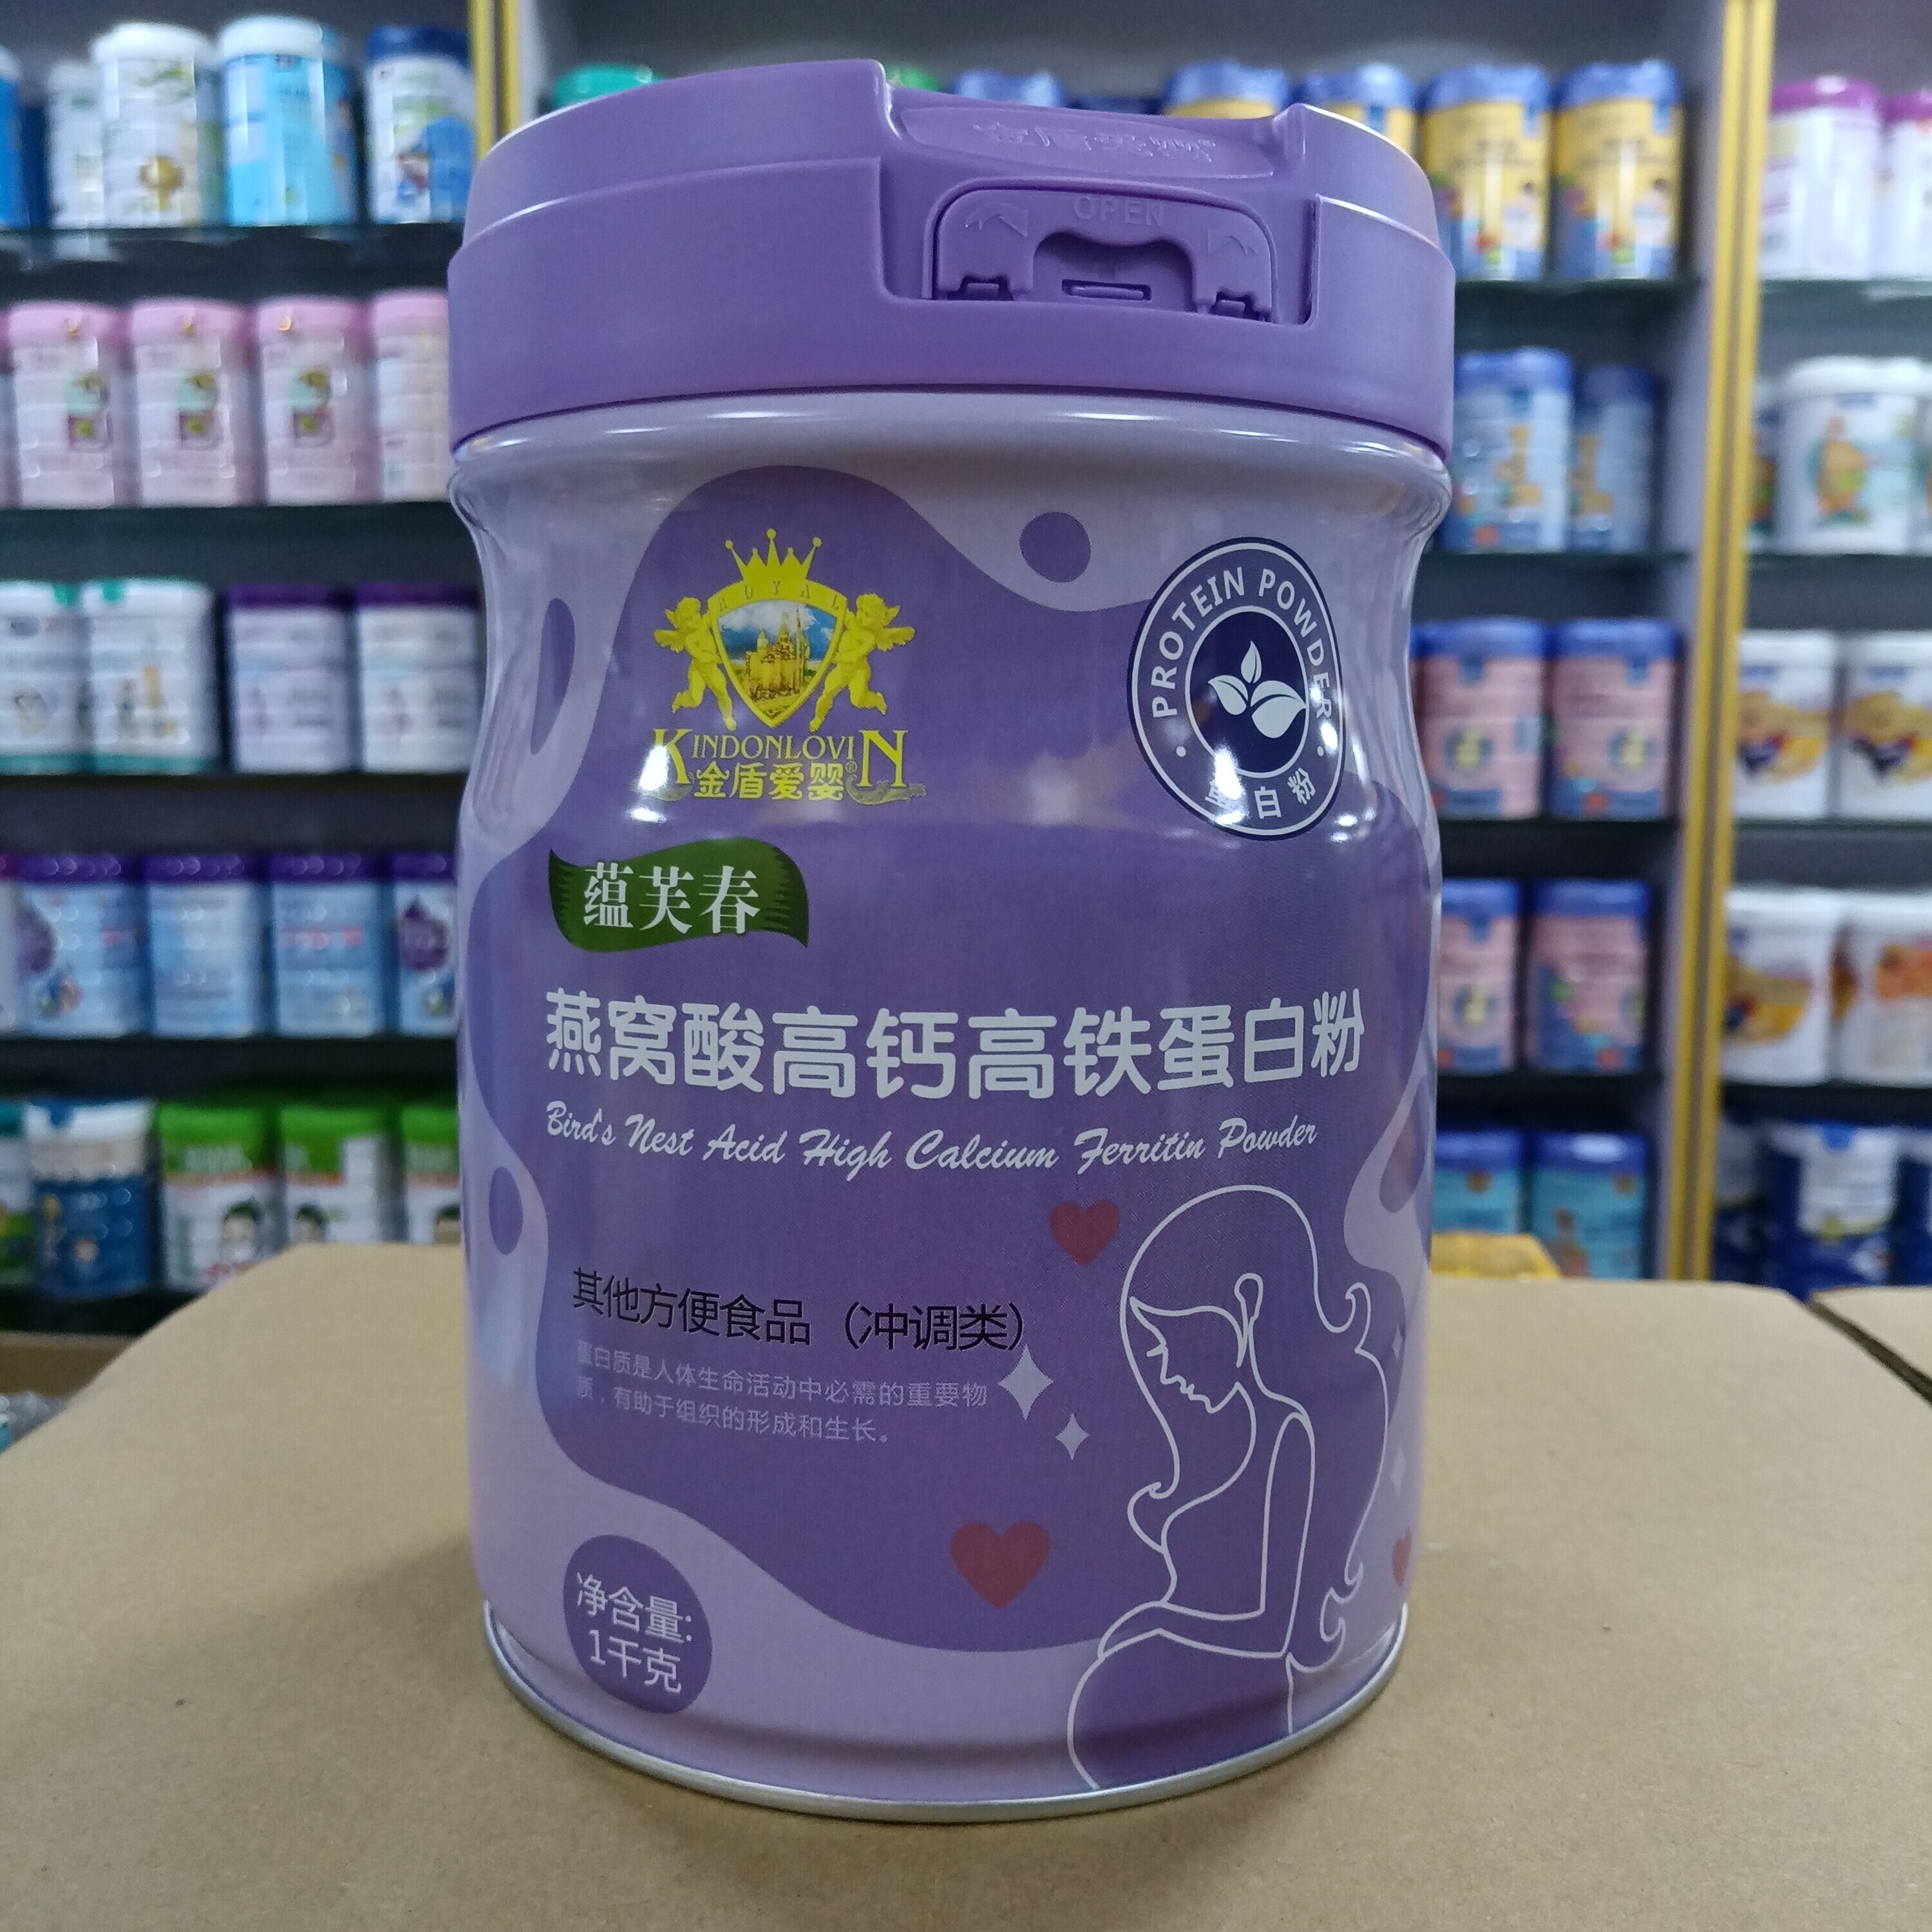 OPEN
ROYAL
KINDONLOVIN
金盾爱婴®
PROTEIN POWDER
蛋白粉
蕴芙春
燕窝酸高钙高铁蛋白粉
Bird's Nest Acid High Calcium Ferritin Powder
其他方便食品（冲调类）
蛋白质是人体生命活动中必需的重要物
质，有助于组织的形成和生长。
净含量:
1千克